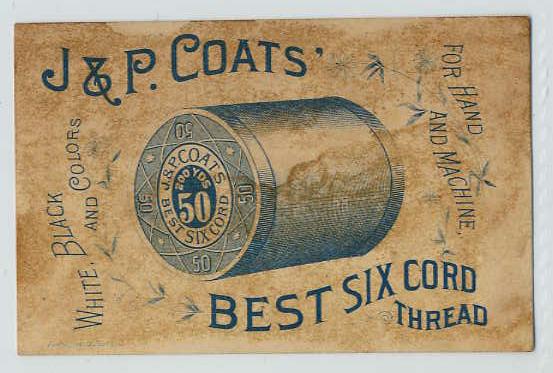 J & P. COATS'
WHITE, BLACK
AND COLORS
FOR HAND
AND MACHINE.
50
J. & P. COATS
200 YDS
50
BEST SIX CORD
50
50
50
BEST SIX CORD
THREAD